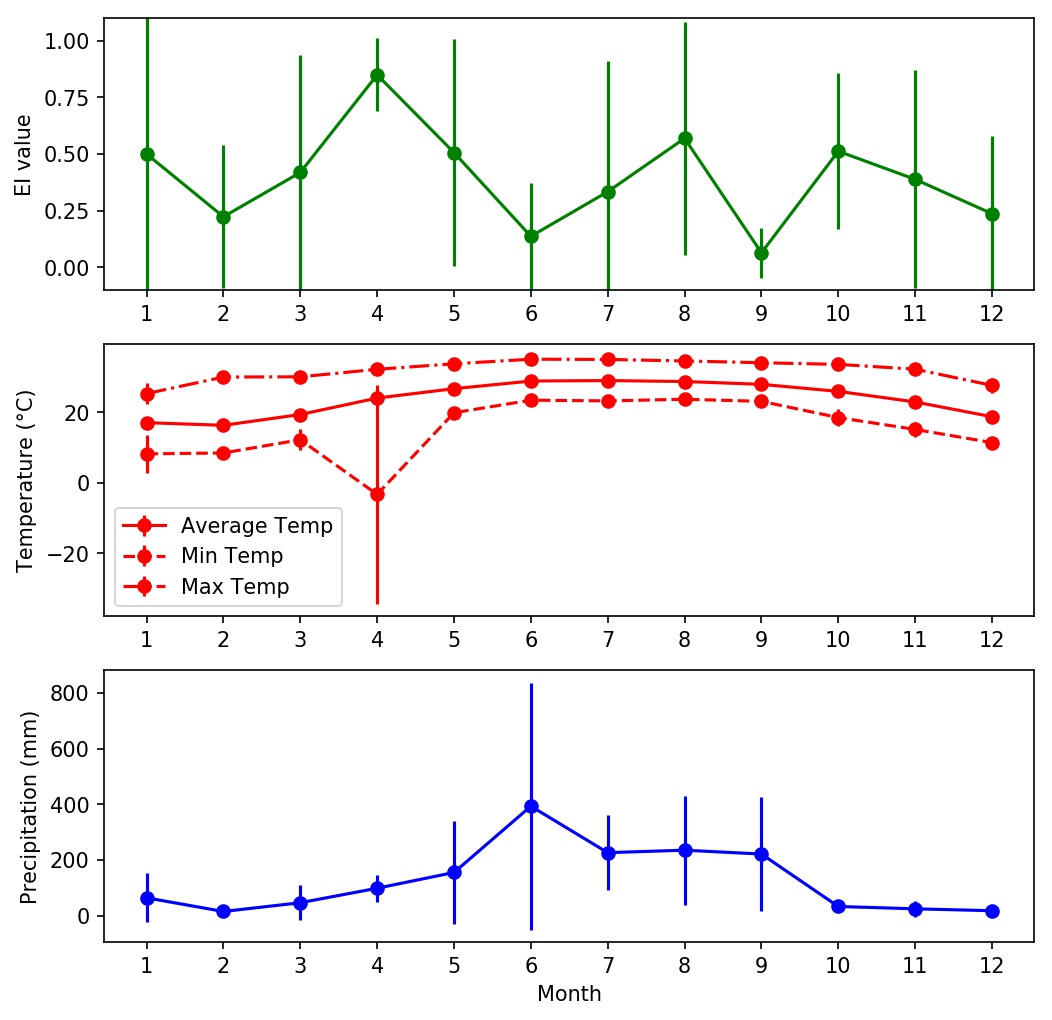 EI value
1.00
0.75
0.50
0.25
0.00
1 2 3 4 5 6 7 8 9 10 11 12
Temperature (°C)
20
0
−20
Average Temp
Min Temp
Max Temp
1 2 3 4 5 6 7 8 9 10 11 12
Precipitation (mm)
800
600
400
200
0
1 2 3 4 5 6 7 8 9 10 11 12
Month